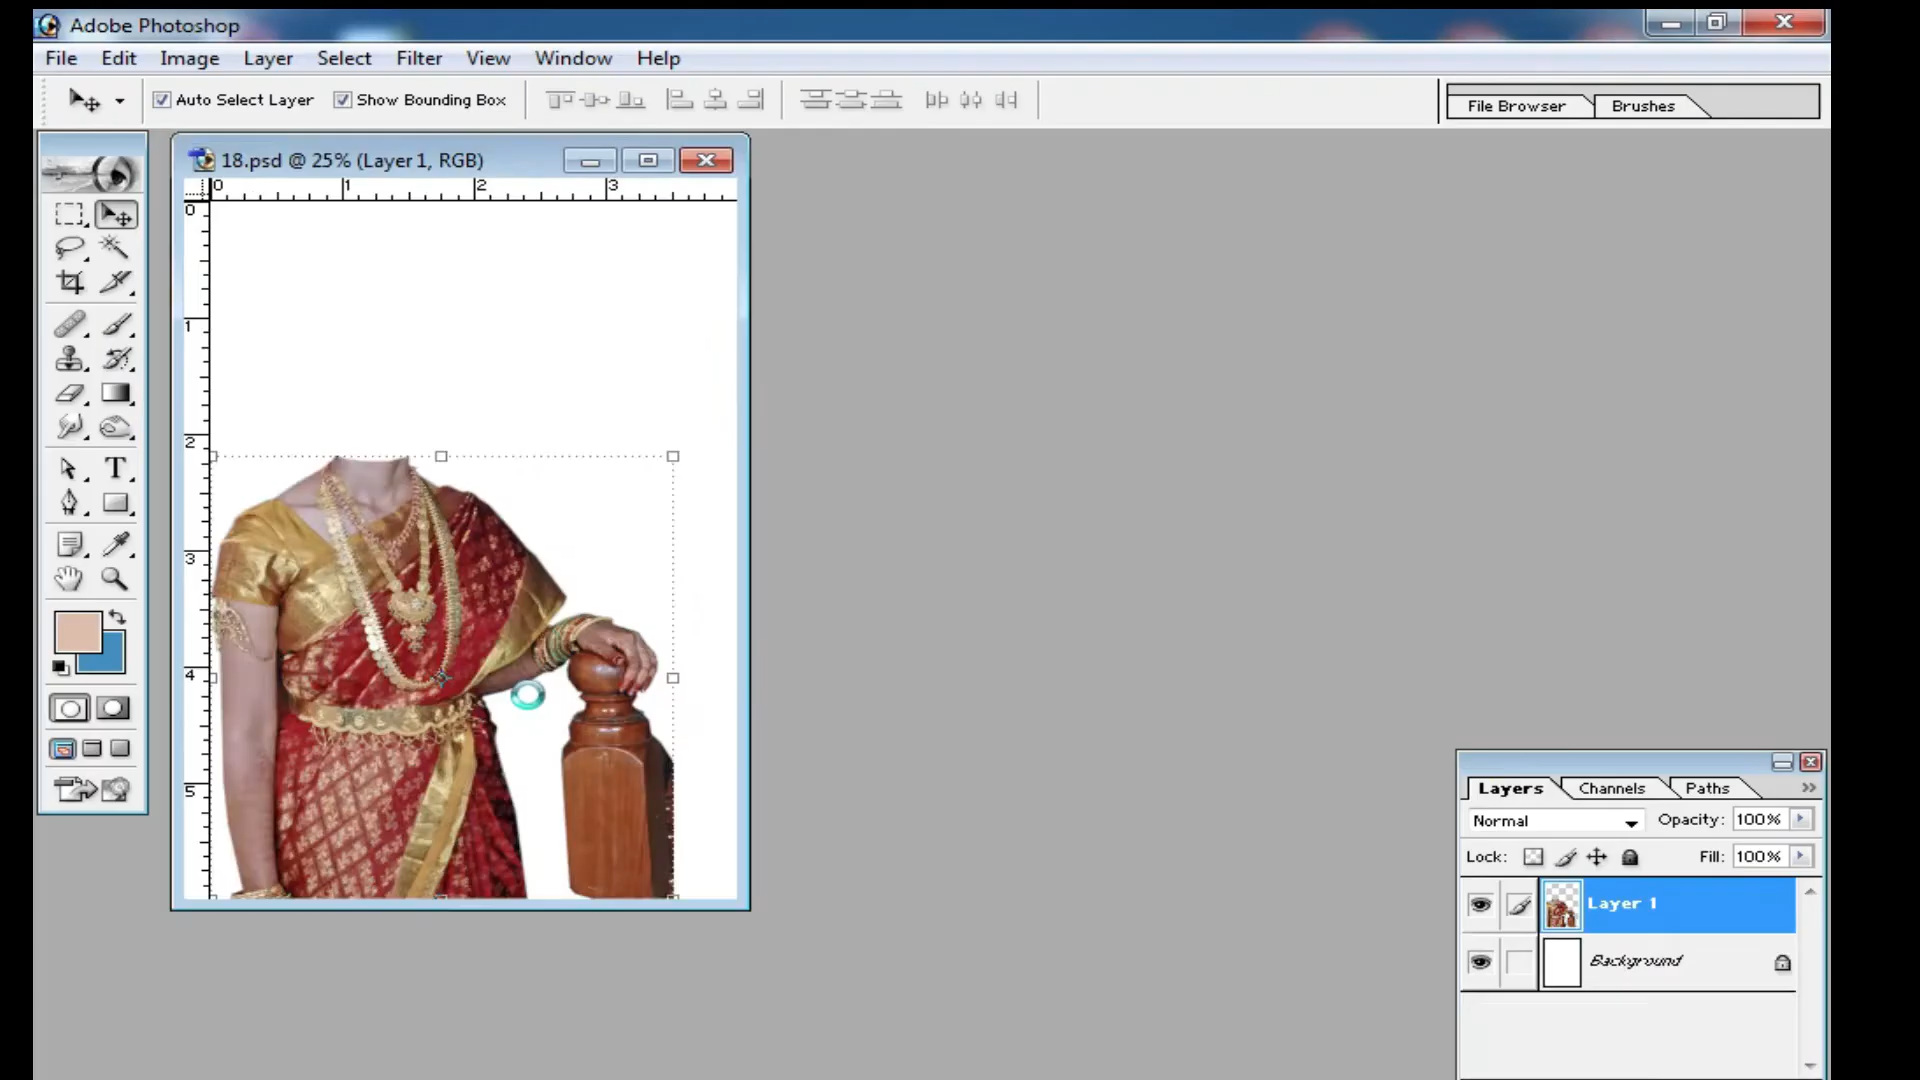 Adobe Photoshop
File Edit Image Layer Select Filter View Window Help
Auto Select Layer Show Bounding Box
File Browser Brushes
18.psd @ 25% (Layer 1, RGB)
0 1 2 3
0
1
2
3
4
5
T
Layers Channels Paths
Normal Opacity: 100%
Lock: Fill: 100%
Layer 1
Background